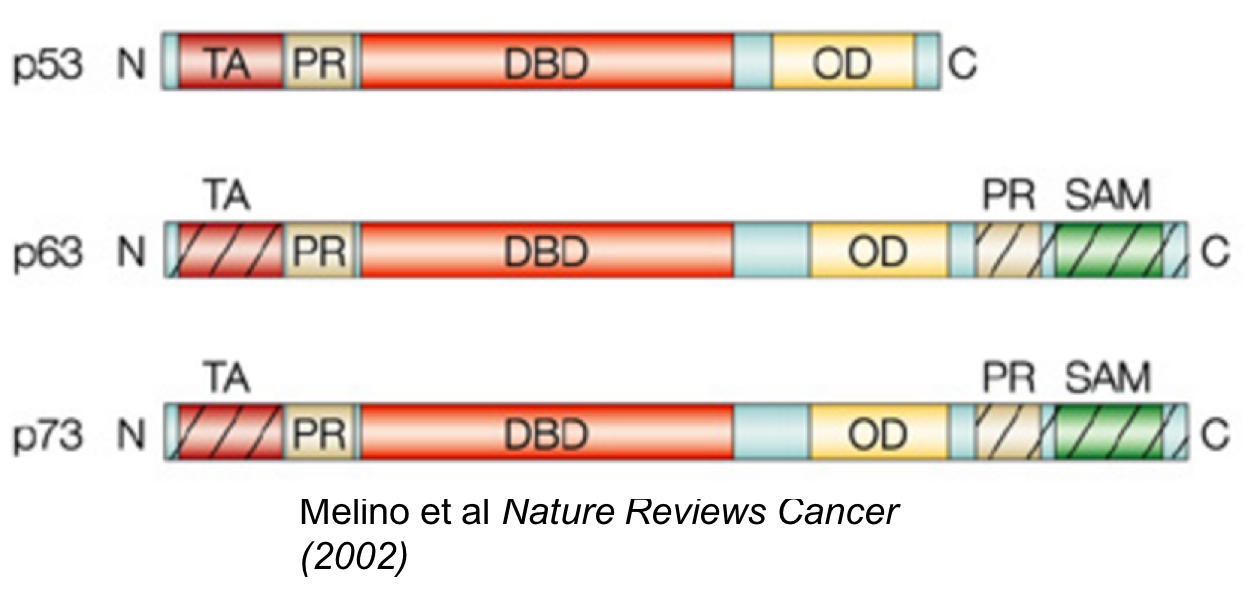 p53 N TA PR DBD OD C
TA PR SAM
p63 N PR DBD OD C
TA PR SAM
p73 N PR DBD OD C
Melino et al Nature Reviews Cancer
(2002)